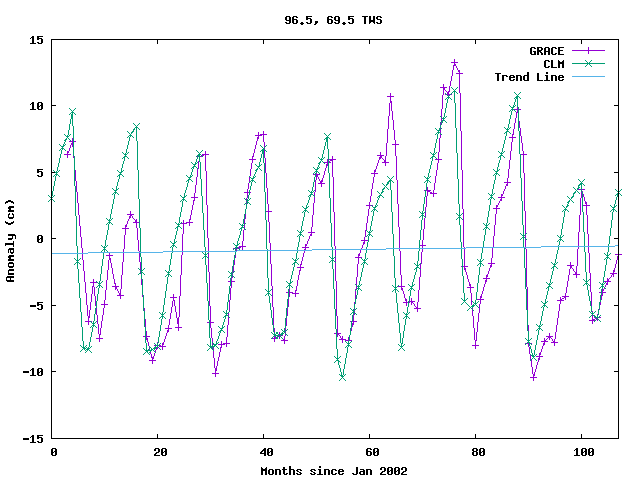 96.5, 69.5 TWS
GRACE
CLM
Trend Line
Anomaly (cm)
15
10
5
0
-5
-10
-15
0 20 40 60 80 100
Months since Jan 2002